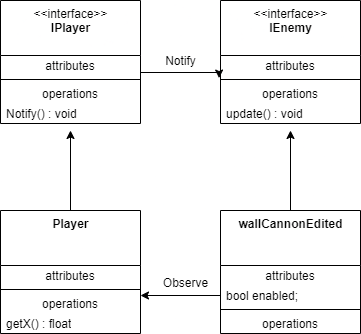 <<interface>>
IPlayer
attributes
operations
Notify() : void
Notify
<<interface>>
IEnemy
attributes
operations
update() : void
Player
attributes
operations
getX() : float
Observe
wallCannonEdited
attributes
bool enabled;
operations